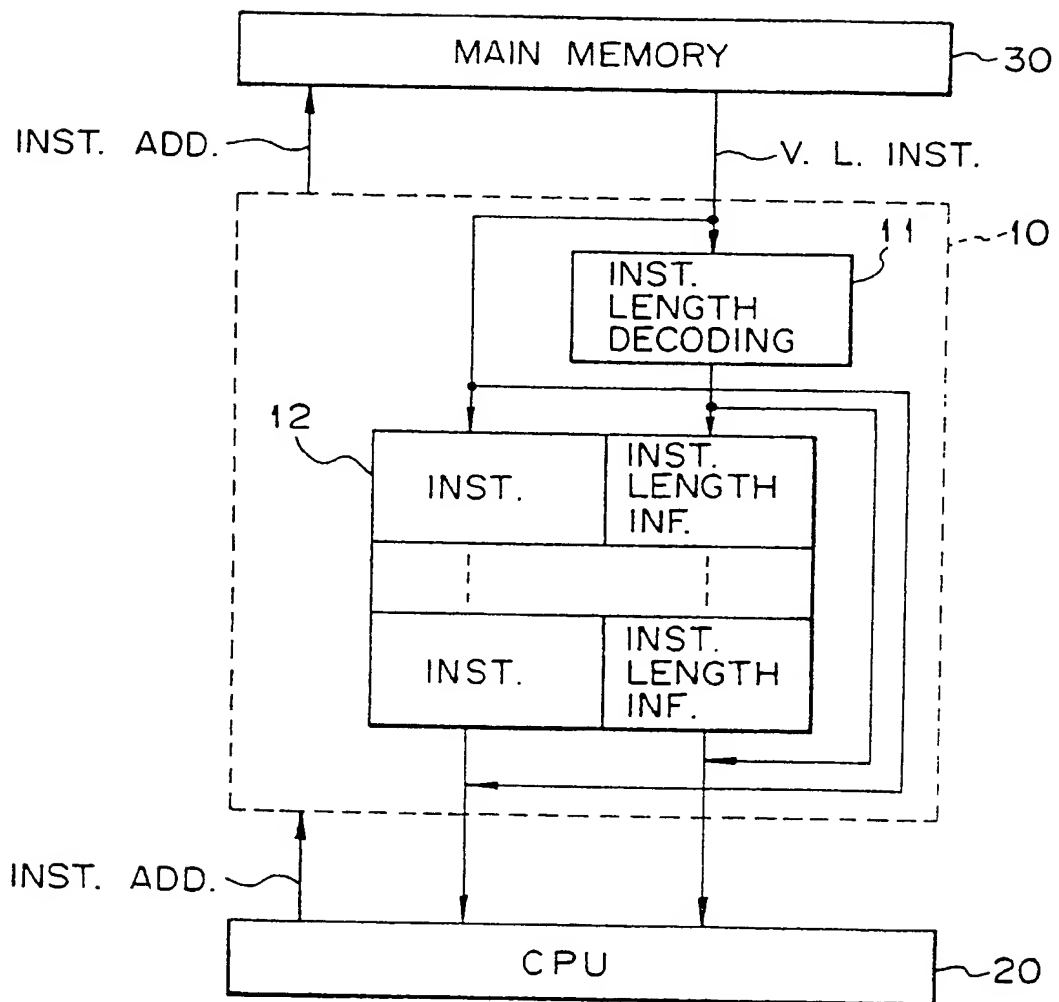 MAIN MEMORY
30
INST. ADD.
V. L. INST.
10
11
INST.
LENGTH
DECODING
12
INST.
INST.
LENGTH
INF.
INST.
INST.
LENGTH
INF.
INST. ADD.
CPU
20